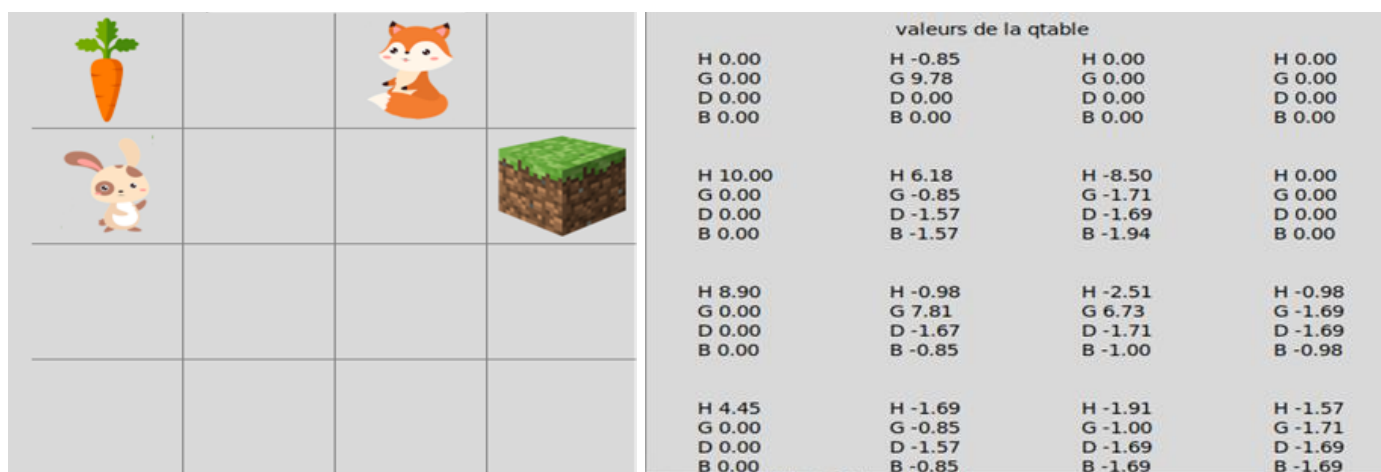 valeurs de la qtable
H 0.00 H -0.85 H 0.00 H 0.00
G 0.00 G 9.78 G 0.00 G 0.00
D 0.00 D 0.00 D 0.00 D 0.00
B 0.00 B 0.00 B 0.00 B 0.00
H 10.00 H 6.18 H -8.50 H 0.00
G 0.00 G -0.85 G -1.71 G 0.00
D 0.00 D -1.57 D -1.69 D 0.00
B 0.00 B -1.57 B -1.94 B 0.00
H 8.90 H -0.98 H -2.51 H -0.98
G 0.00 G 7.81 G 6.73 G -1.69
D 0.00 D -1.67 D -1.71 D -1.69
B 0.00 B -0.85 B -1.00 B -0.98
H 4.45 H -1.69 H -1.91 H -1.57
G 0.00 G -0.85 G -1.00 G -1.71
D 0.00 D -1.57 D -1.69 D -1.69
B 0.00 B -0.85 B -1.69 B -1.69